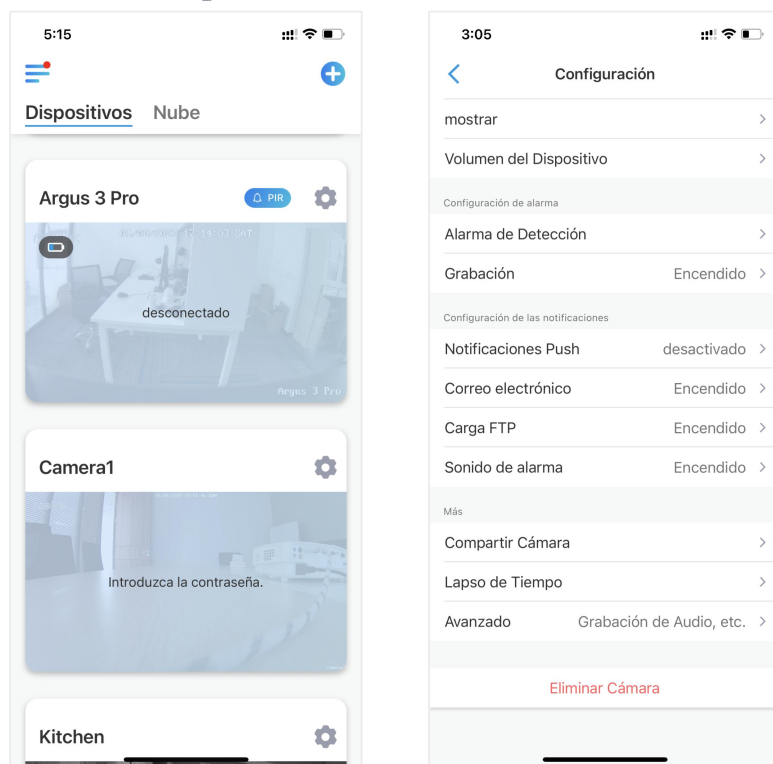 5:15
Dispositivos Nube
Argus 3 Pro
PIR
desconectado
Argus 3 Pro
Camera1
Introduzca la contraseña.
Kitchen
3:05
Configuración
mostrar
Volumen del Dispositivo
Configuración de alarma
Alarma de Detección
Grabación Encendido
Configuración de las notificaciones
Notificaciones Push desactivado
Correo electrónico Encendido
Carga FTP Encendido
Sonido de alarma Encendido
Más
Compartir Cámara
Lapso de Tiempo
Avanzado Grabación de Audio, etc.
Eliminar Cámara